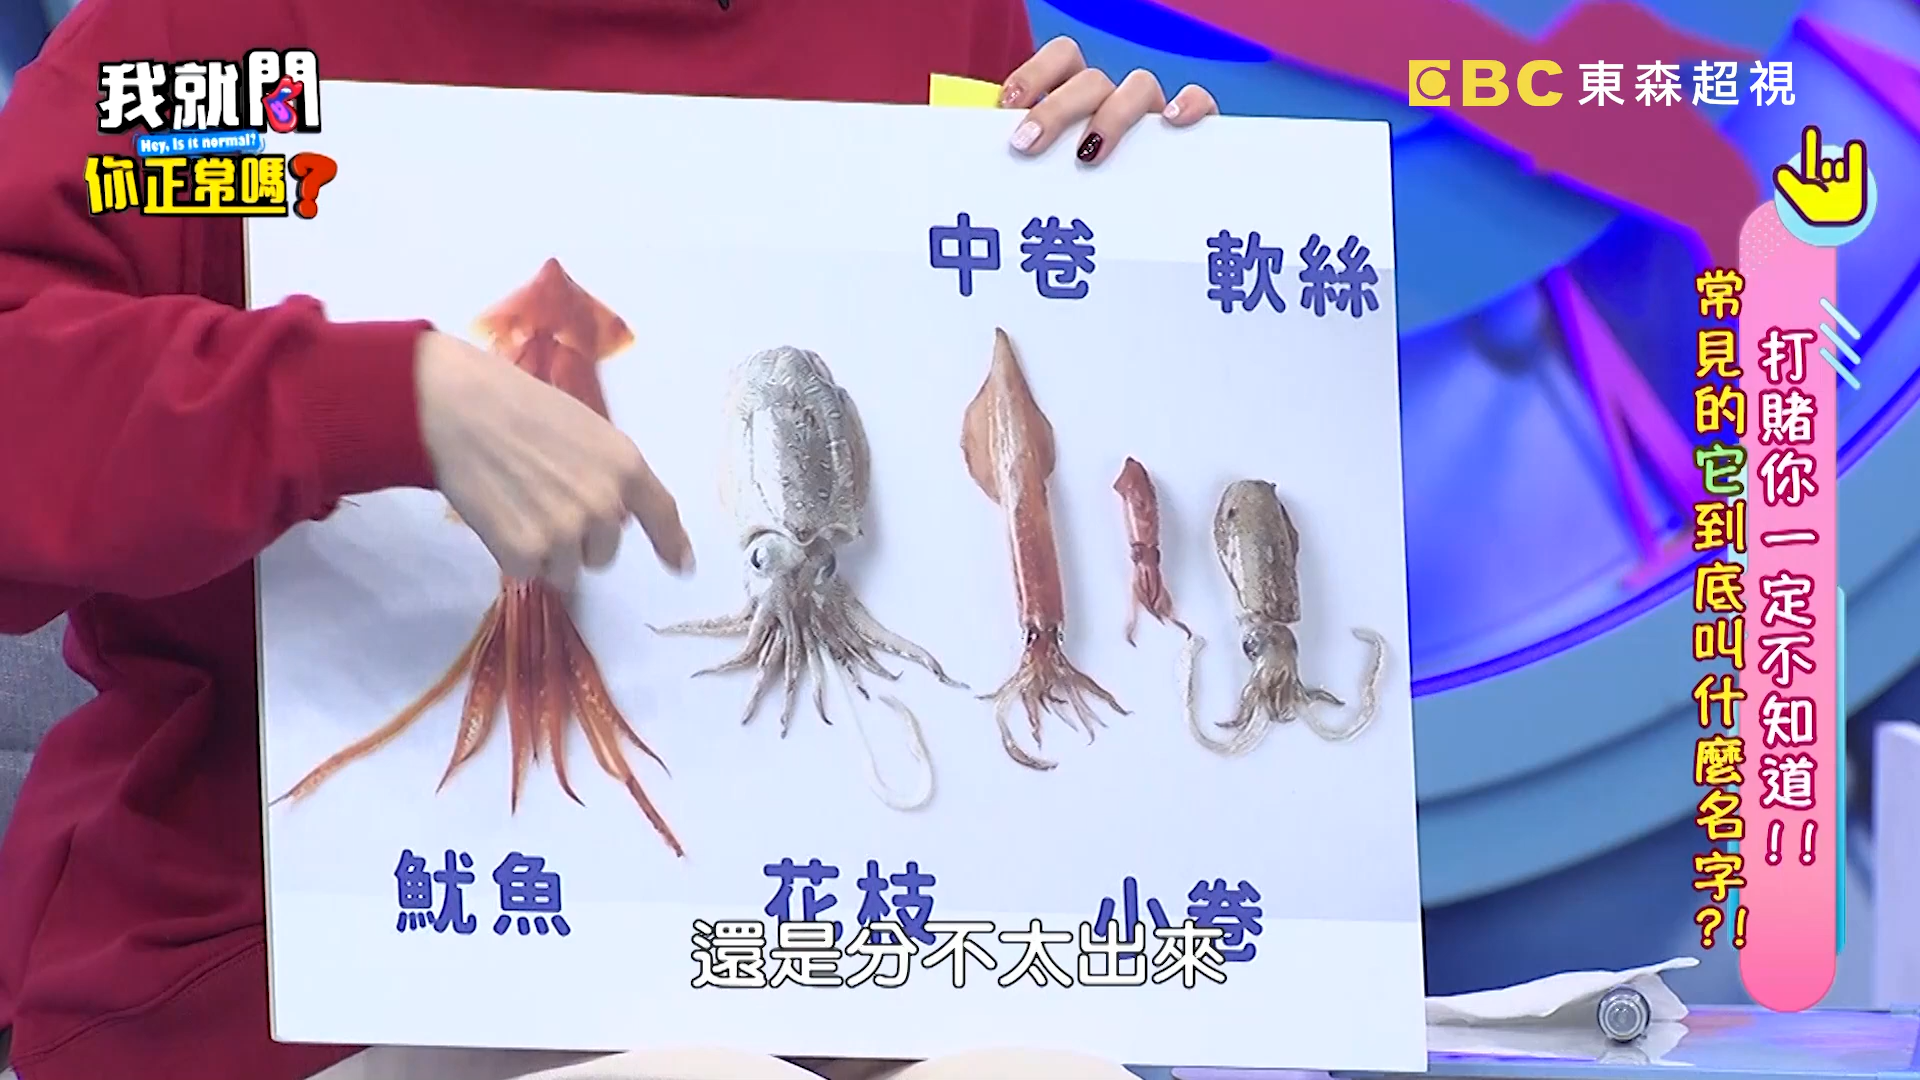 我就問
Hey, is it normal?
你正常嗎?
EBC 東森超視
中卷
軟絲
魷魚
花枝
小卷
還是分不太出來
打賭你一定不知道!!
常見的它到底叫什麼名字?!